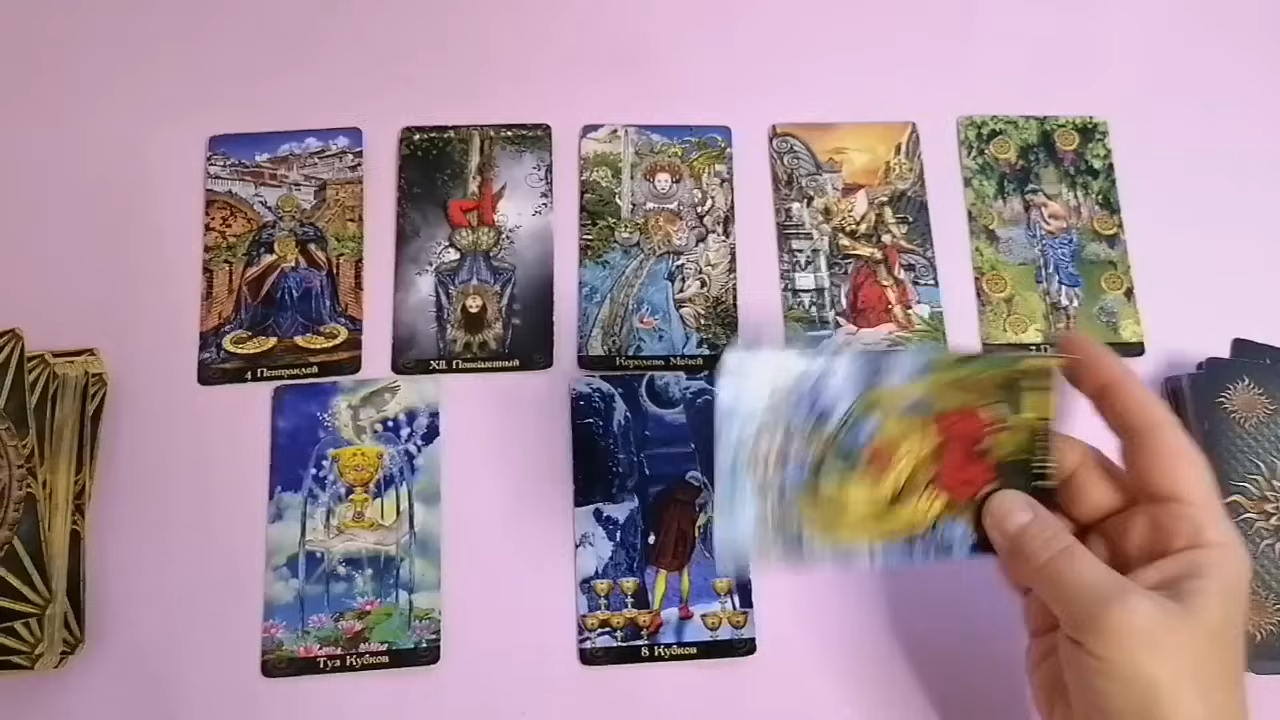 4 Пентаклей
XII. Повешенный
Королева Мечей
Туз Кубков
8 Кубков